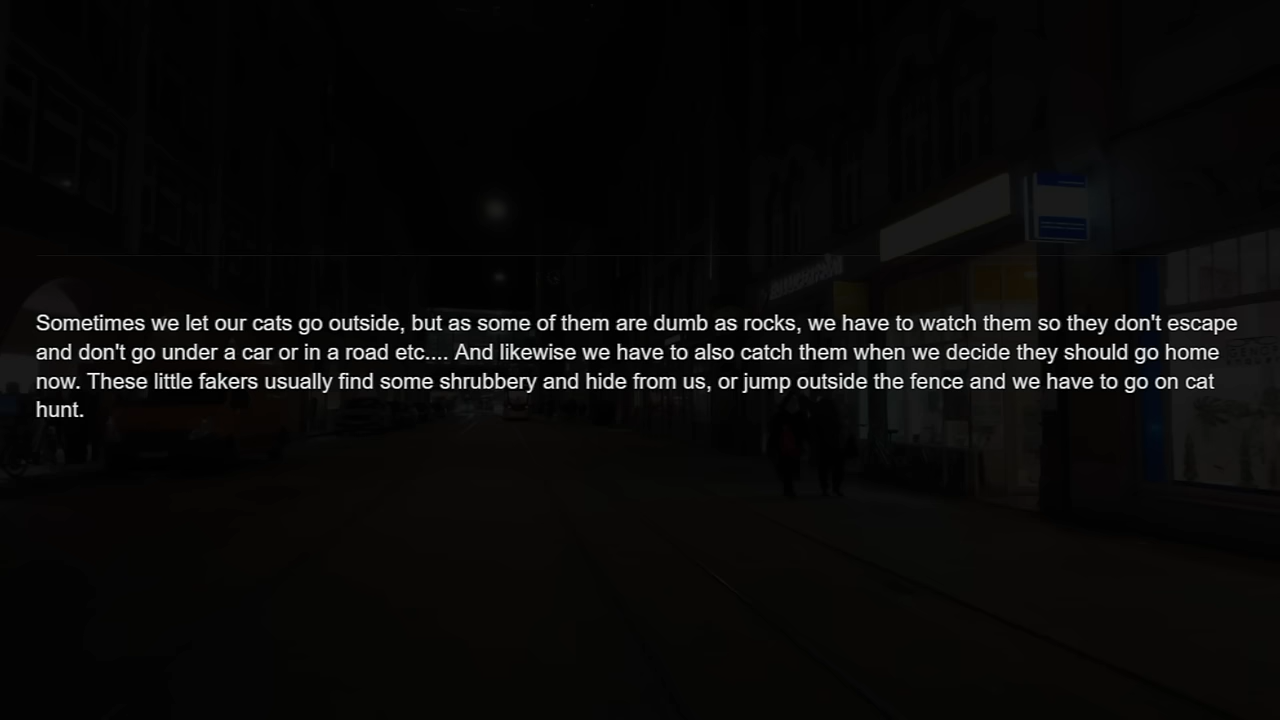 Sometimes we let our cats go outside, but as some of them are dumb as rocks, we have to watch them so they don't escape
and don't go under a car or in a road etc.... And likewise we have to also catch them when we decide they should go home
now. These little fakers usually find some shrubbery and hide from us, or jump outside the fence and we have to go on cat
hunt.